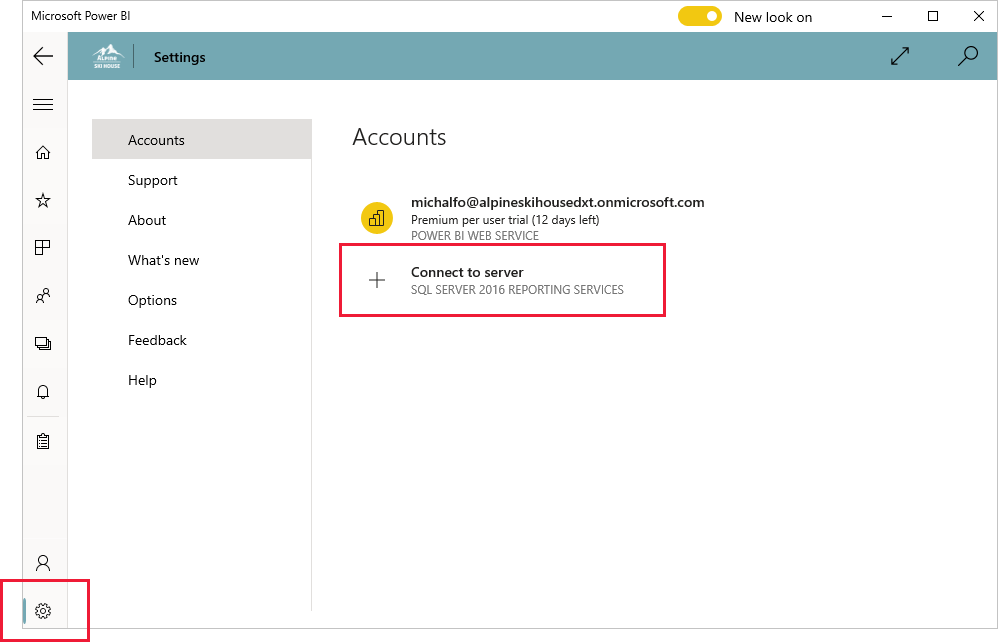 Microsoft Power BI
New look on
ALPINE
SKI HOUSE
Settings
Accounts
Support
About
What's new
Options
Feedback
Help
Accounts
michalfo@alpineskihousedxt.onmicrosoft.com
Premium per user trial (12 days left)
POWER BI WEB SERVICE
Connect to server
SQL SERVER 2016 REPORTING SERVICES